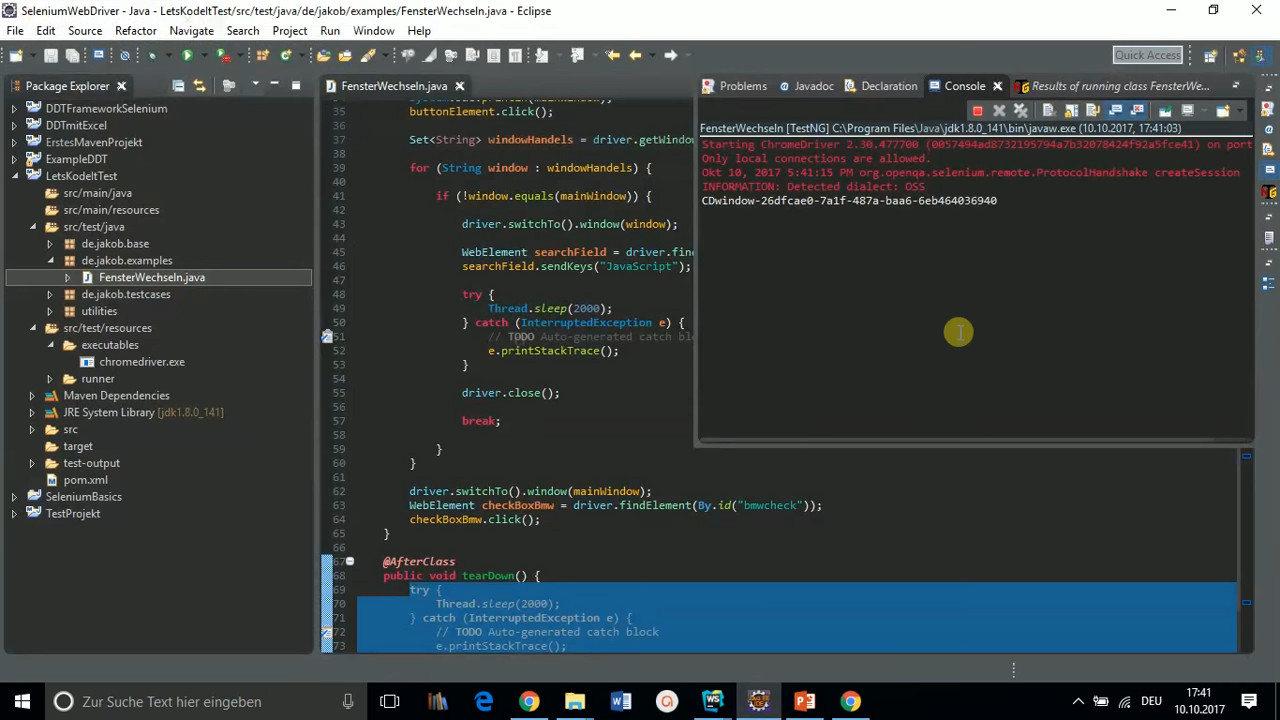 SeleniumWebDriver - Java - LetsKodeItTest/src/test/java/de/jakob/examples/FensterWechseln.java - Eclipse
File Edit Source Refactor Navigate Search Project Run Window Help
Quick Access
Package Explorer
DDTFrameworkSelenium
DDTmitExcel
ErstesMavenProjekt
ExampleDDT
LetsKodeItTest
src/main/java
src/main/resources
src/test/java
de.jakob.base
de.jakob.examples
FensterWechseln.java
de.jakob.testcases
utilities
src/test/resources
executables
chromedriver.exe
runner
Maven Dependencies
JRE System Library [jdk1.8.0_141]
src
target
test-output
pom.xml
SeleniumBasics
TestProjekt
FensterWechseln.java
35 buttonElement.click();
36
37 Set<String> windowHandels = driver.getWindow
38
39 for (String window : windowHandels) {
40
41 if (!window.equals(mainWindow)) {
42
43 driver.switchTo().window(window);
44
45 WebElement searchField = driver.find
46 searchField.sendKeys("JavaScript");
47
48 try {
49 Thread.sleep(2000);
50 } catch (InterruptedException e) {
51 // TODO Auto-generated catch blo
52 e.printStackTrace();
53 }
54
55 driver.close();
56
57 break;
58
59 }
60 }
61
62 driver.switchTo().window(mainWindow);
63 WebElement checkBoxBmw = driver.findElement(By.id("bmwcheck"));
64 checkBoxBmw.click();
65 }
66
67 @AfterClass
68 public void tearDown() {
69 try {
70 Thread.sleep(2000);
71 } catch (InterruptedException e) {
72 // TODO Auto-generated catch block
73 e.printStackTrace();
Problems Javadoc Declaration Console Results of running class FensterWe...
FensterWechseln [TestNG] C:\Program Files\Java\jdk1.8.0_141\bin\javaw.exe (10.10.2017, 17:41:03)
Starting ChromeDriver 2.30.477700 (0057494ad8732195794a7b32078424f92a5fce41) on port
Only local connections are allowed.
Okt 10, 2017 5:41:15 PM org.openqa.selenium.remote.ProtocolHandshake createSession
INFORMATION: Detected dialect: OSS
CDwindow-26dfcae0-7a1f-487a-baa6-6eb464036940
Zur Suche Text hier eingeben
DEU
17:41
10.10.2017